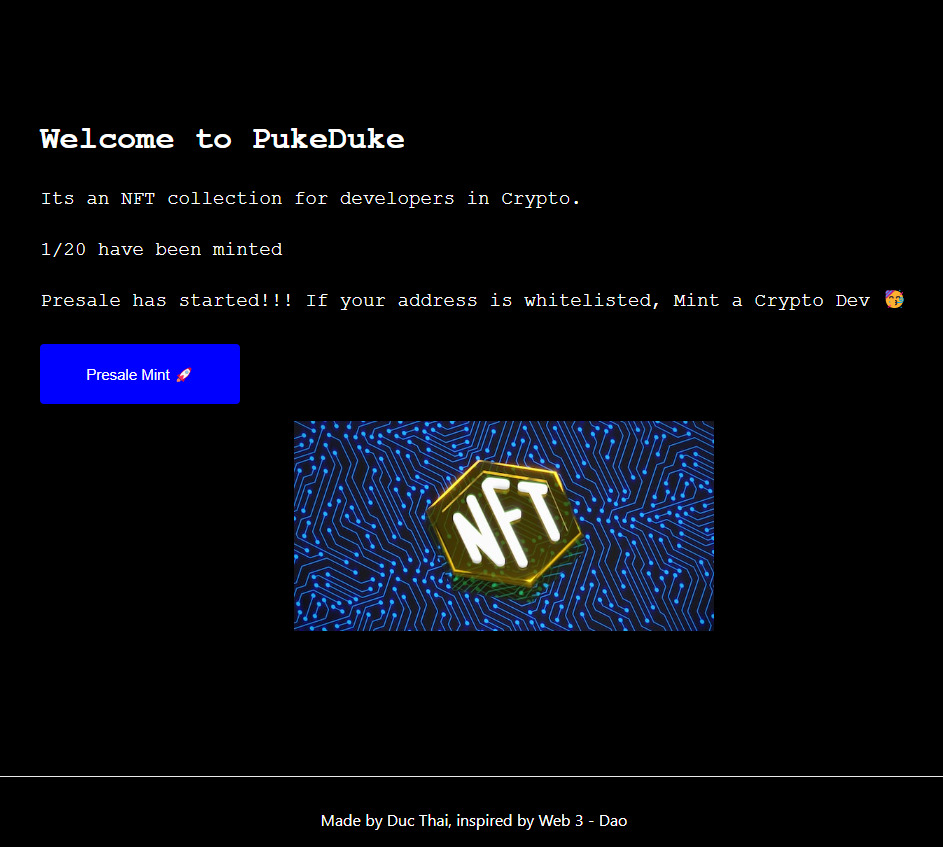 Welcome to PukeDuke
Its an NFT collection for developers in Crypto.
1/20 have been minted
Presale has started!!! If your address is whitelisted, Mint a Crypto Dev 🥳
Presale Mint 🚀
NFT
Made by Duc Thai, inspired by Web 3 - Dao